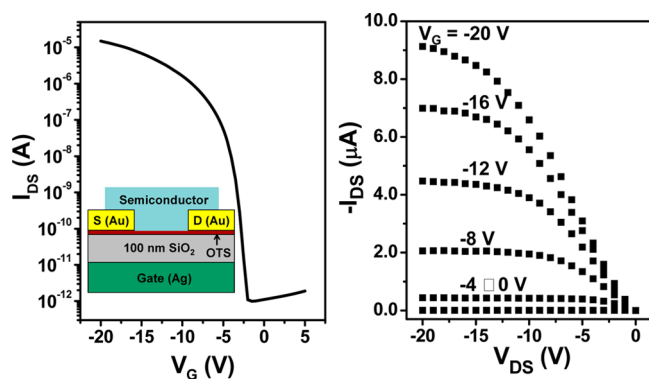 10⁻⁵
10⁻⁶
10⁻⁷
10⁻⁸
10⁻⁹
10⁻¹⁰
10⁻¹¹
10⁻¹²
I_DS (A)
Semiconductor
S (Au)
D (Au)
100 nm SiO₂
OTS
Gate (Ag)
-20 -15 -10 -5 0 5
V_G (V)
10.0
8.0
6.0
4.0
2.0
0.0
-I_DS (μA)
V_G = -20 V
-16 V
-12 V
-8 V
-4 □ 0 V
-20 -15 -10 -5 0
V_DS (V)